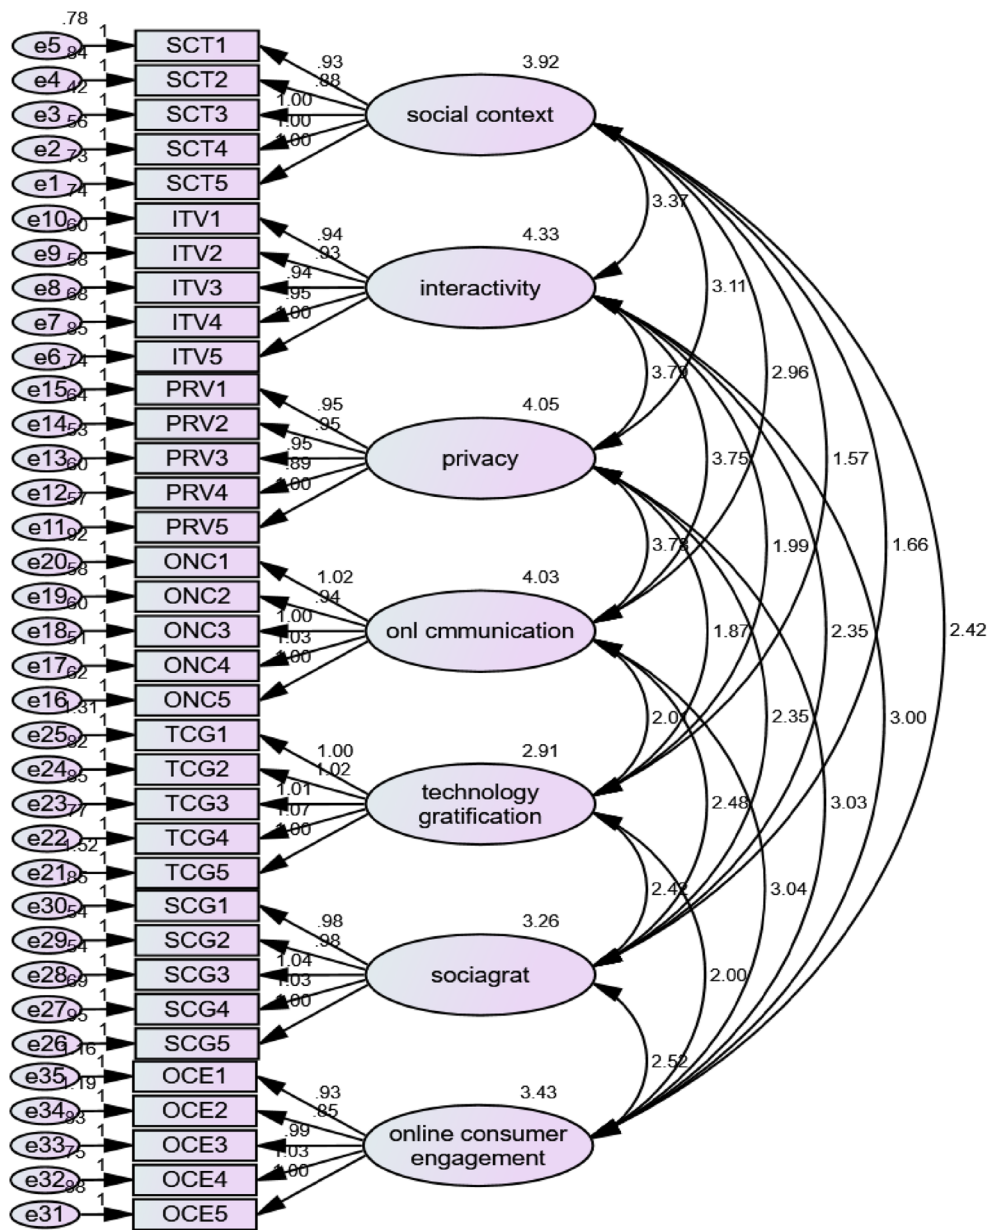 .78
e5 1 SCT1
.84
e4 1 SCT2
.42
e3 1 SCT3
.56
e2 1 SCT4
.73
e1 1 SCT5
.74
e10 1 ITV1
.60
e9 1 ITV2
.58
e8 1 ITV3
.68
e7 1 ITV4
.85
e6 1 ITV5
.74
e15 1 PRV1
.64
e14 1 PRV2
.53
e13 1 PRV3
.60
e12 1 PRV4
.57
e11 1 PRV5
.92
e20 1 ONC1
.58
e19 1 ONC2
.60
e18 1 ONC3
.51
e17 1 ONC4
.62
e16 1 ONC5
1.31
e25 1 TCG1
.82
e24 1 TCG2
.85
e23 1 TCG3
.77
e22 1 TCG4
1.52
e21 1 TCG5
.85
e30 1 SCG1
.54
e29 1 SCG2
.54
e28 1 SCG3
.69
e27 1 SCG4
.95
e26 1 SCG5
1.16
e35 1 OCE1
1.19
e34 1 OCE2
.83
e33 1 OCE3
.75
e32 1 OCE4
.88
e31 1 OCE5
.93
.88
1.00
1.00
1.00
3.92
social context
.94
.93
.94
.95
1.00
4.33
interactivity
.95
.95
.95
.89
1.00
4.05
privacy
1.02
.94
1.00
1.03
1.00
4.03
onl cmmunication
1.00
1.02
1.01
1.07
1.00
2.91
technology
gratification
.98
.98
1.04
1.03
1.00
3.26
sociagrat
.93
.85
.99
1.03
1.00
3.43
online consumer
engagement
3.37
3.11
2.96
3.75
1.57
1.99
1.66
1.87
2.35
2.42
2.35
3.00
2.48
3.03
2.42
3.04
2.00
2.52